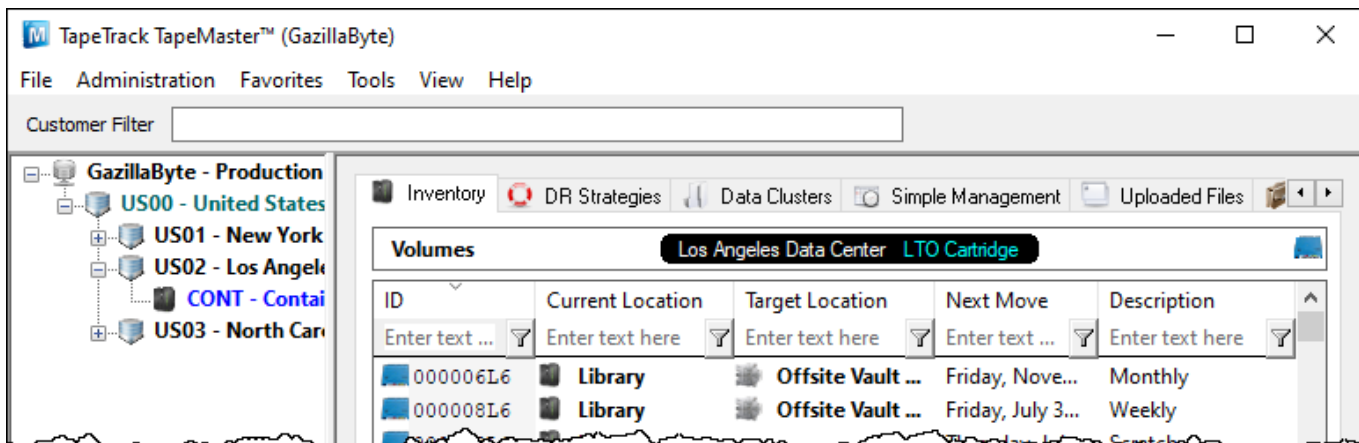 TapeTrack TapeMaster™ (GazillaByte)
File Administration Favorites Tools View Help
Customer Filter
GazillaByte - Production
US00 - United States
US01 - New York
US02 - Los Angele
CONT - Contai
US03 - North Car
Inventory DR Strategies Data Clusters Simple Management Uploaded Files
Volumes Los Angeles Data Center LTO Cartridge
ID Current Location Target Location Next Move Description
Enter text ... Enter text here Enter text here Enter text ... Enter text here
000006L6 Library Offsite Vault ... Friday, Nove... Monthly
000008L6 Library Offsite Vault ... Friday, July 3... Weekly